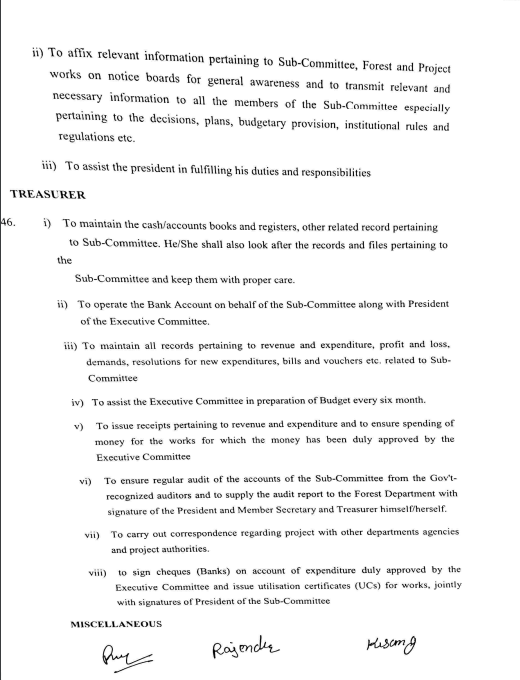 ii) To affix relevant information pertaining to Sub-Committee, Forest and Project
works on notice boards for general awareness and to transmit relevant and
necessary information to all the members of the Sub-Committee especially
pertaining to the decisions, plans, budgetary provision, institutional rules and
regulations etc.
iii) To assist the president in fulfilling his duties and responsibilities
TREASURER
46. i) To maintain the cash/accounts books and registers, other related record pertaining
to Sub-Committee. He/She shall also look after the records and files pertaining to
the
Sub-Committee and keep them with proper care.
ii) To operate the Bank Account on behalf of the Sub-Committee along with President
of the Executive Committee.
iii) To maintain all records pertaining to revenue and expenditure, profit and loss,
demands, resolutions for new expenditures, bills and vouchers etc. related to Sub-
Committee
iv) To assist the Executive Committee in preparation of Budget every six month.
v) To issue receipts pertaining to revenue and expenditure and to ensure spending of
money for the works for which the money has been duly approved by the
Executive Committee
vi) To ensure regular audit of the accounts of the Sub-Committee from the Gov't-
recognized auditors and to supply the audit report to the Forest Department with
signature of the President and Member Secretary and Treasurer himself/herself.
vii) To carry out correspondence regarding project with other departments agencies
and project authorities.
viii) to sign cheques (Banks) on account of expenditure duly approved by the
Executive Committee and issue utilisation certificates (UCs) for works, jointly
with signatures of President of the Sub-Committee
MISCELLANEOUS
Rajender